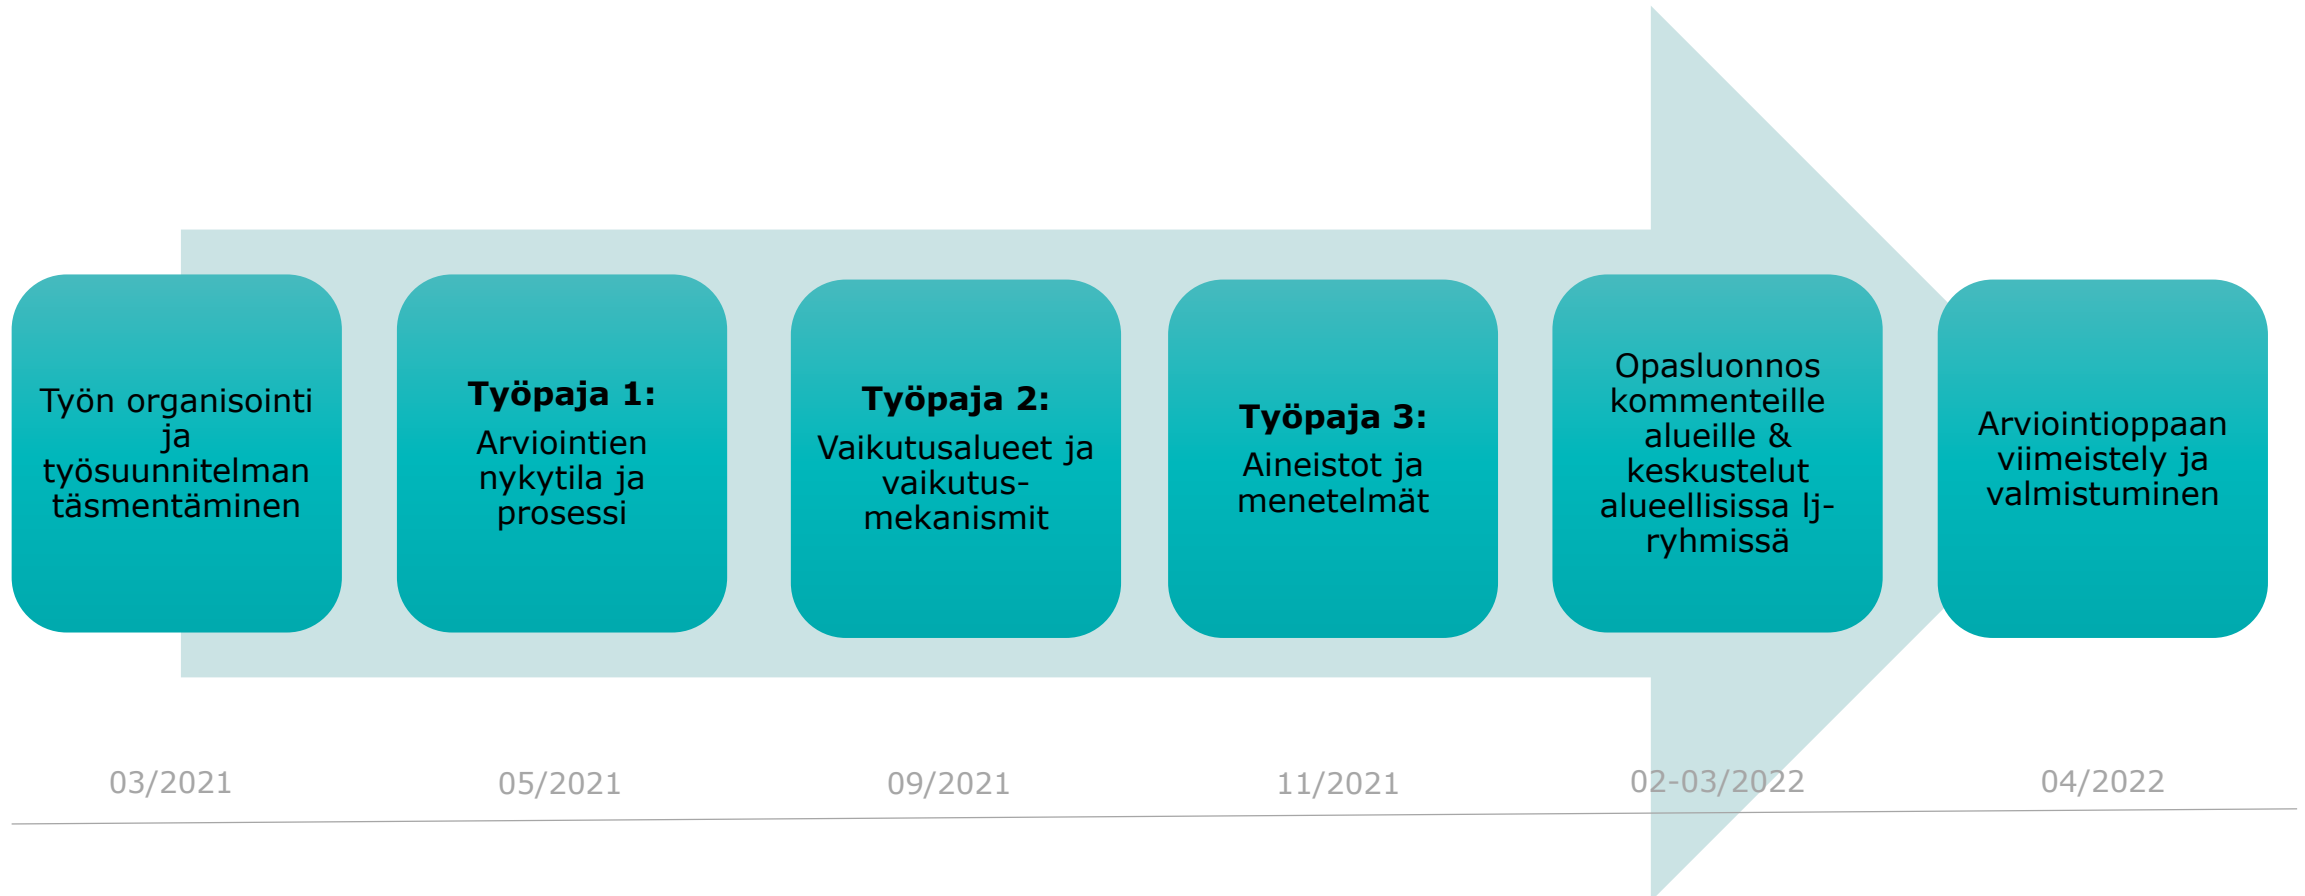 Työn organisointi
ja
työsuunnitelman
täsmentäminen
Työpaja 1:
Arviointien
nykytila ja
prosessi
Työpaja 2:
Vaikutusalueet ja
vaikutus-
mekanismit
Työpaja 3:
Aineistot ja
menetelmät
Opasluonnos
kommenteille
alueille &
keskustelut
alueellisissa lj-
ryhmissä
Arviointioppaan
viimeistely ja
valmistuminen
03/2021
05/2021
09/2021
11/2021
02-03/2022
04/2022